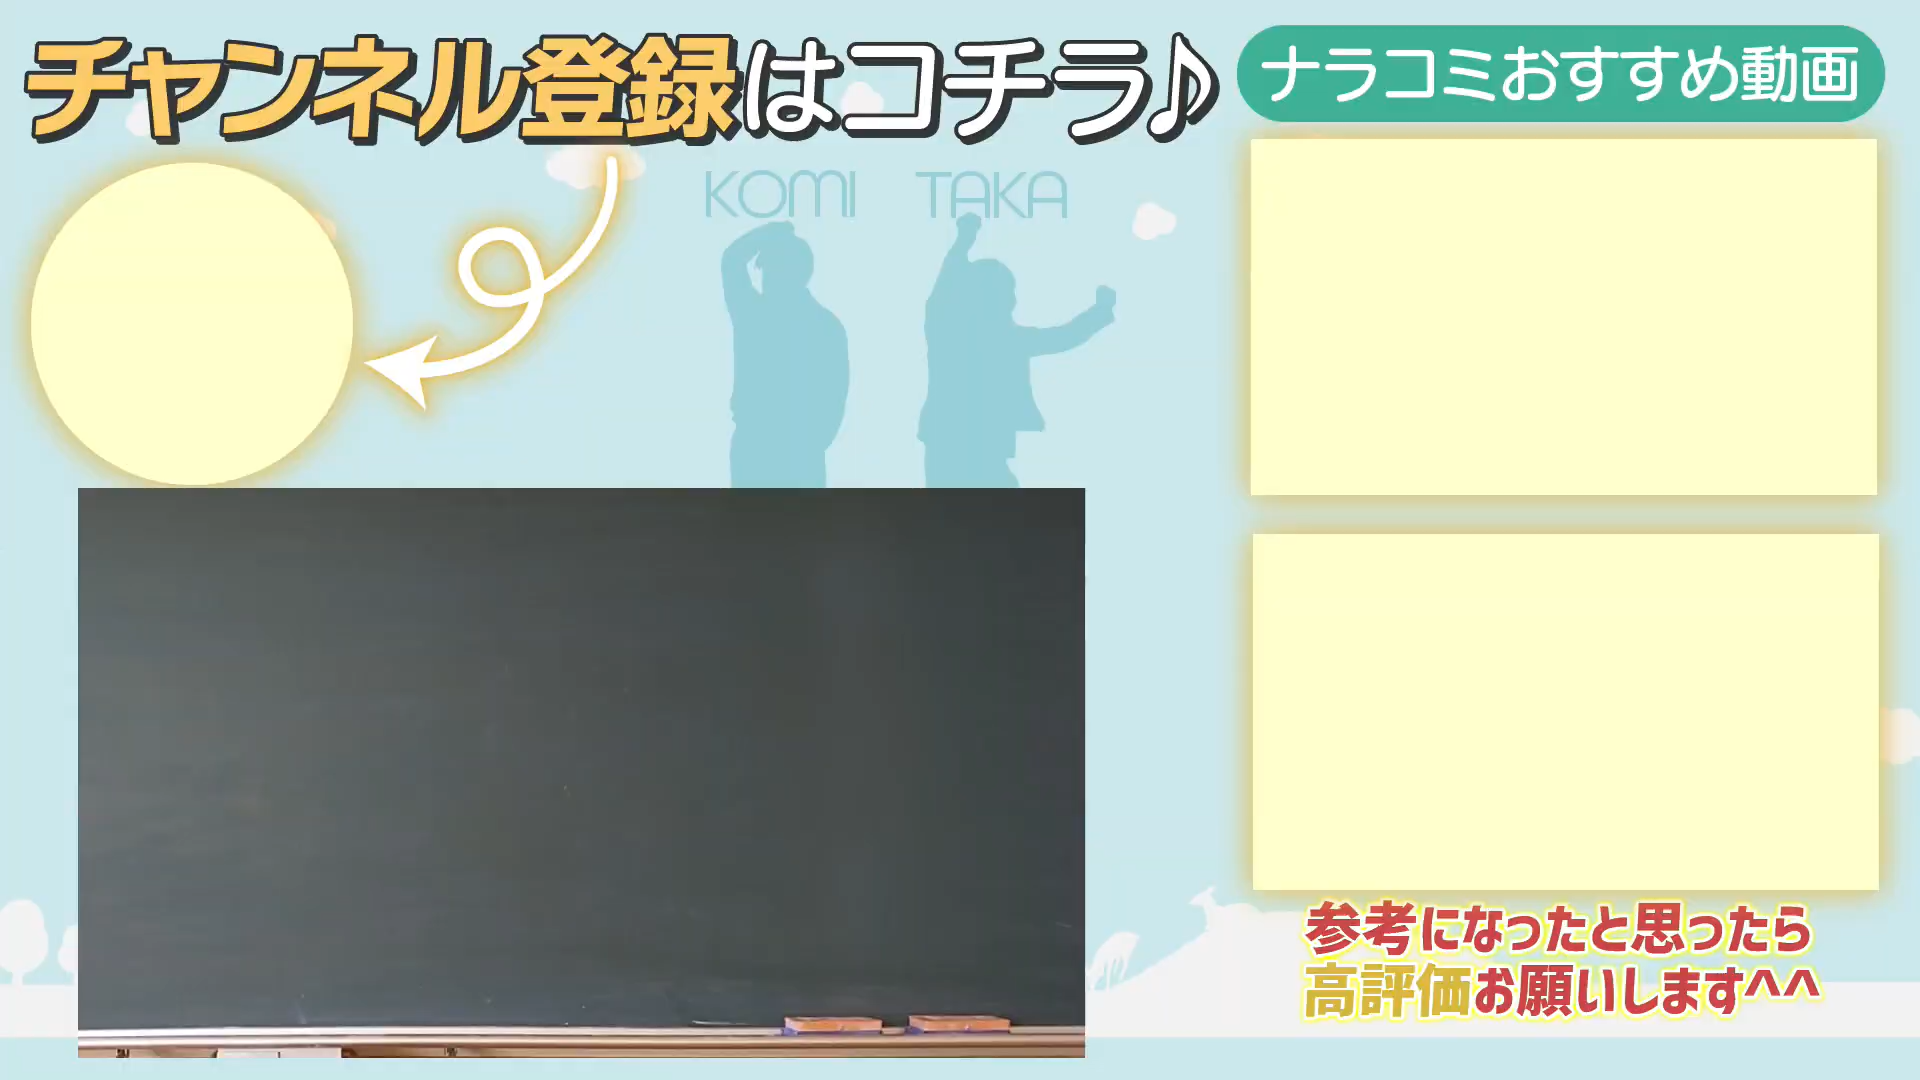 チャンネル登録はコチラ♪
ナラコミおすすめ動画
KOMI TAKA
参考になったと思ったら
高評価お願いします^^